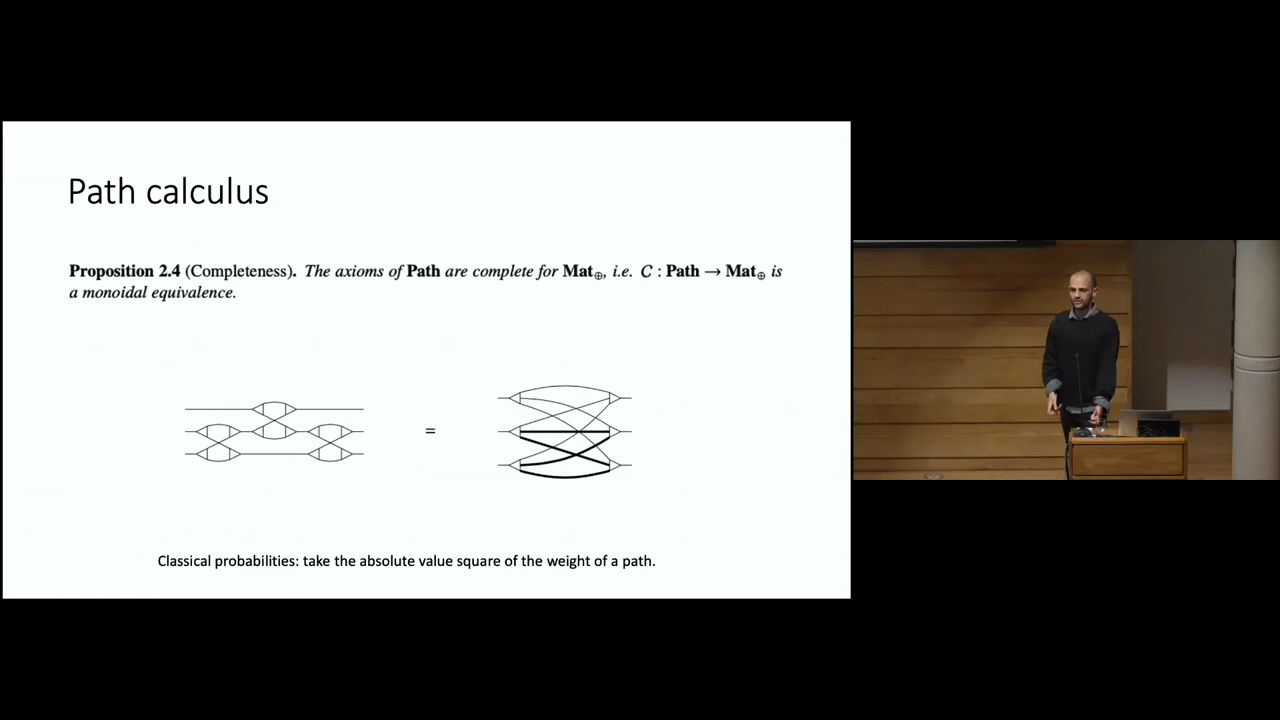 Path calculus
Proposition 2.4 (Completeness). The axioms of Path are complete for Mat⊕, i.e. C : Path → Mat⊕ is
a monoidal equivalence.
=
Classical probabilities: take the absolute value square of the weight of a path.